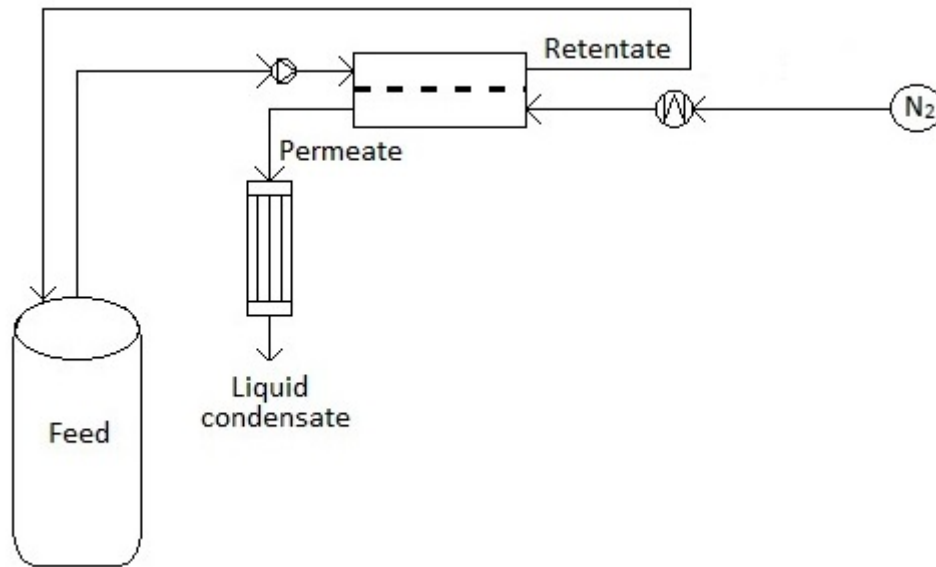 Retentate
N₂
Permeate
Liquid
condensate
Feed